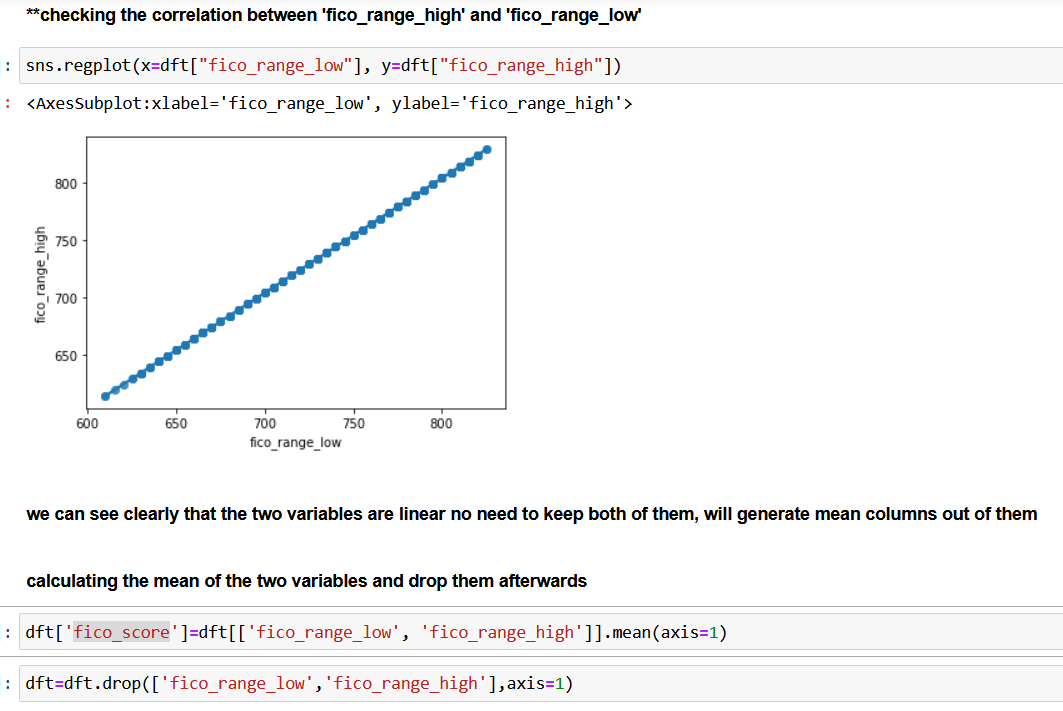 **checking the correlation between 'fico_range_high' and 'fico_range_low'
: sns.regplot(x=dft["fico_range_low"], y=dft["fico_range_high"])
: <AxesSubplot:xlabel='fico_range_low', ylabel='fico_range_high'>
800
750
700
650
fico_range_high
600 650 700 750 800
fico_range_low
we can see clearly that the two variables are linear no need to keep both of them, will generate mean columns out of them
calculating the mean of the two variables and drop them afterwards
: dft['fico_score']=dft[['fico_range_low', 'fico_range_high']].mean(axis=1)
: dft=dft.drop(['fico_range_low','fico_range_high'],axis=1)